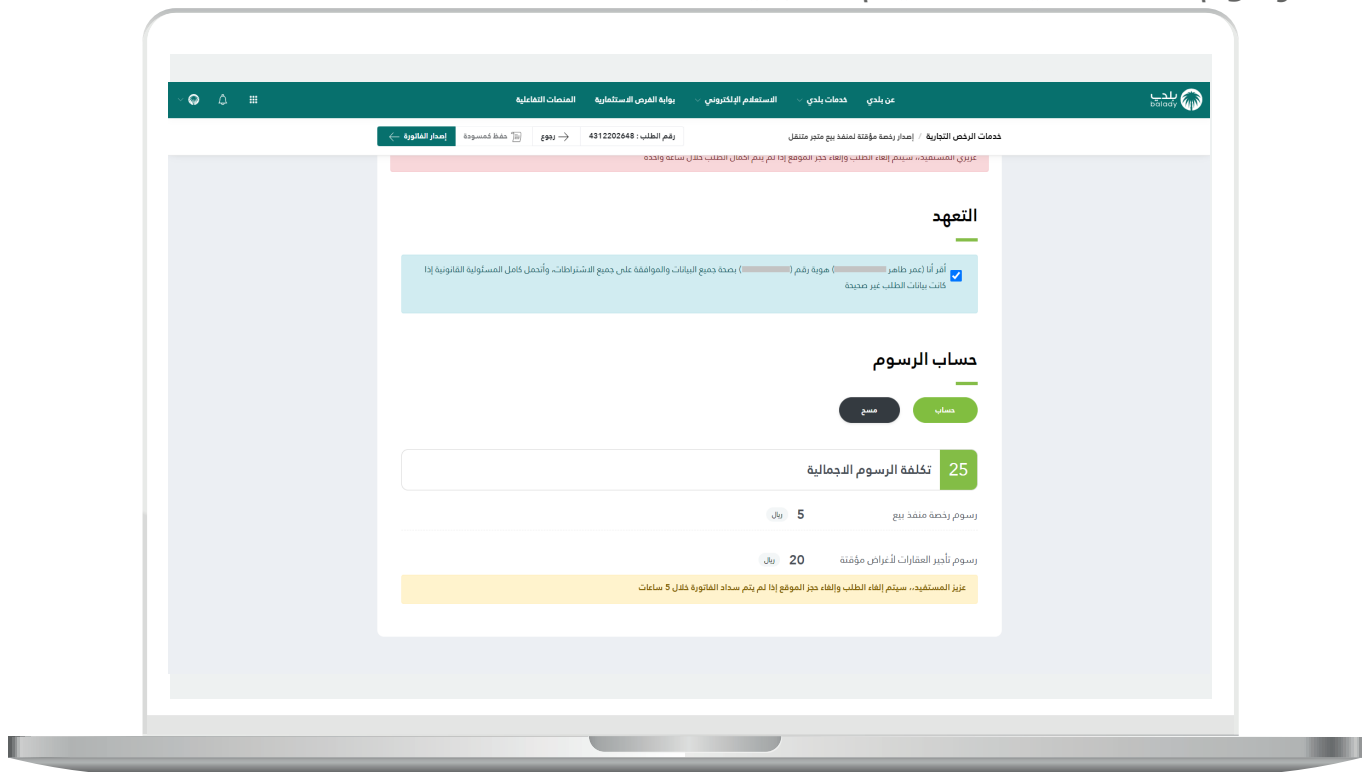 بلدي
balady
عن بلدي
خدمات بلدي
الاستعلام الإلكتروني
بوابة الفرص الاستثمارية
المنصات التفاعلية
خدمات الرخص التجارية / إصدار رخصة مؤقتة لمنفذ بيع متجر متنقل
رقم الطلب : 4312202648
رجوع
حفظ كمسودة
إصدار الفاتورة
عزيزي المستفيد،، سيتم إلغاء الطلب وإلغاء حجز الموقع إذا لم يتم اكمال الطلب خلال ساعة واحدة
التعهد
أقر أنا (عمر طاهر ) هوية رقم ( ) بصحة جميع البيانات والموافقة على جميع الاشتراطات، وأتحمل كامل المسئولية القانونية إذا
كانت بيانات الطلب غير صحيحة
حساب الرسوم
حساب
مسح
25 تكلفة الرسوم الاجمالية
رسوم رخصة منفذ بيع 5 ريال
رسوم تأجير العقارات لأغراض مؤقتة 20 ريال
عزيز المستفيد،، سيتم إلغاء الطلب وإلغاء حجز الموقع إذا لم يتم سداد الفاتورة خلال 5 ساعات